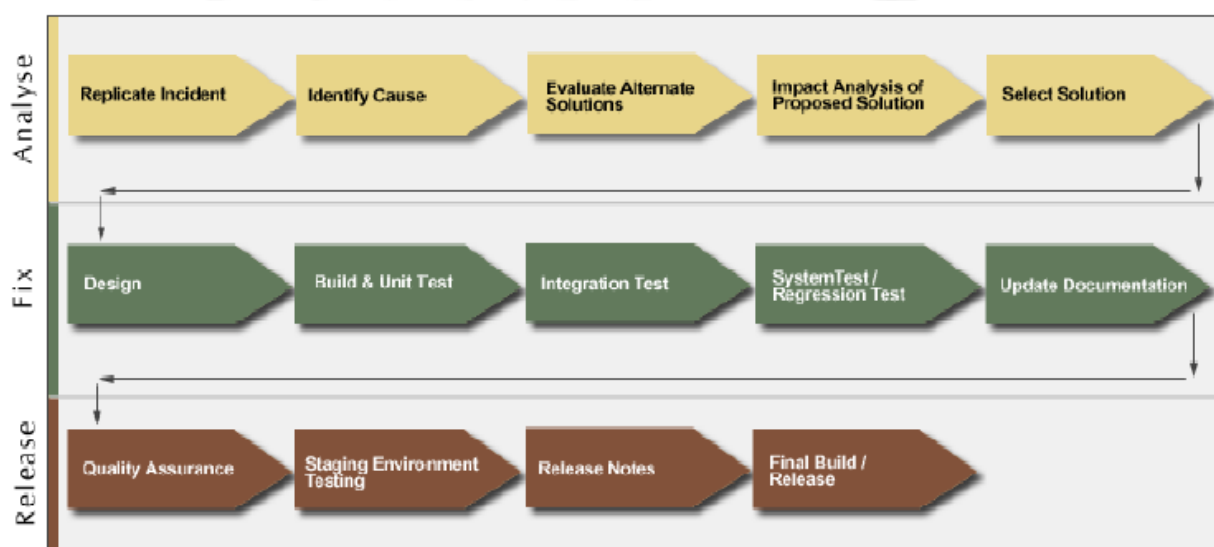 Analyse
Replicate Incident
Identify Cause
Evaluate Alternate
Solutions
Impact Analysis of
Proposed Solution
Select Solution
Fix
Design
Build & Unit Test
Integration Test
SystemTest /
Regression Test
Update Documentation
Release
Quality Assurance
Staging Environment
Testing
Release Notes
Final Build /
Release